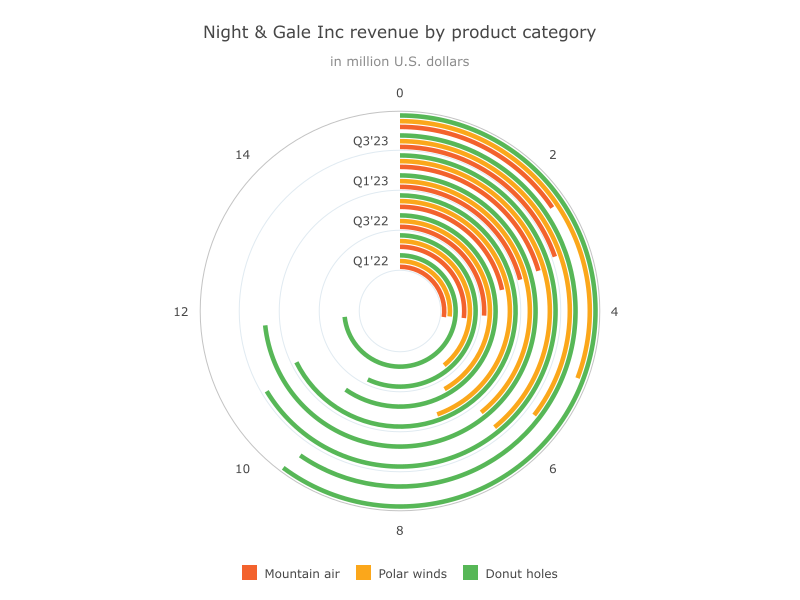 Night & Gale Inc revenue by product category
in million U.S. dollars
0
2
4
6
8
10
12
14
Q3'23
Q1'23
Q3'22
Q1'22
Mountain air
Polar winds
Donut holes